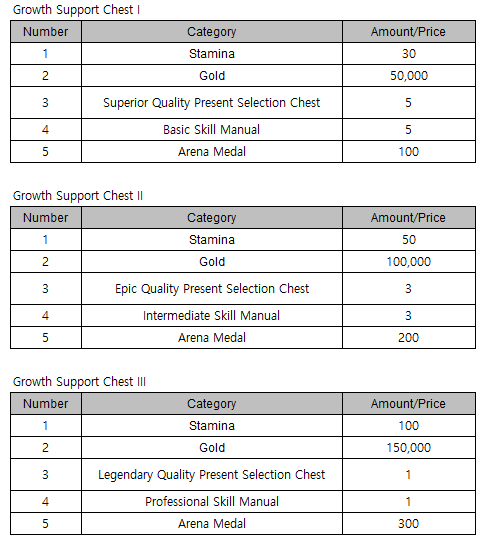 Growth Support Chest I
Number Category Amount/Price
1 Stamina 30
2 Gold 50,000
3 Superior Quality Present Selection Chest 5
4 Basic Skill Manual 5
5 Arena Medal 100
Growth Support Chest II
Number Category Amount/Price
1 Stamina 50
2 Gold 100,000
3 Epic Quality Present Selection Chest 3
4 Intermediate Skill Manual 3
5 Arena Medal 200
Growth Support Chest III
Number Category Amount/Price
1 Stamina 100
2 Gold 150,000
3 Legendary Quality Present Selection Chest 1
4 Professional Skill Manual 1
5 Arena Medal 300